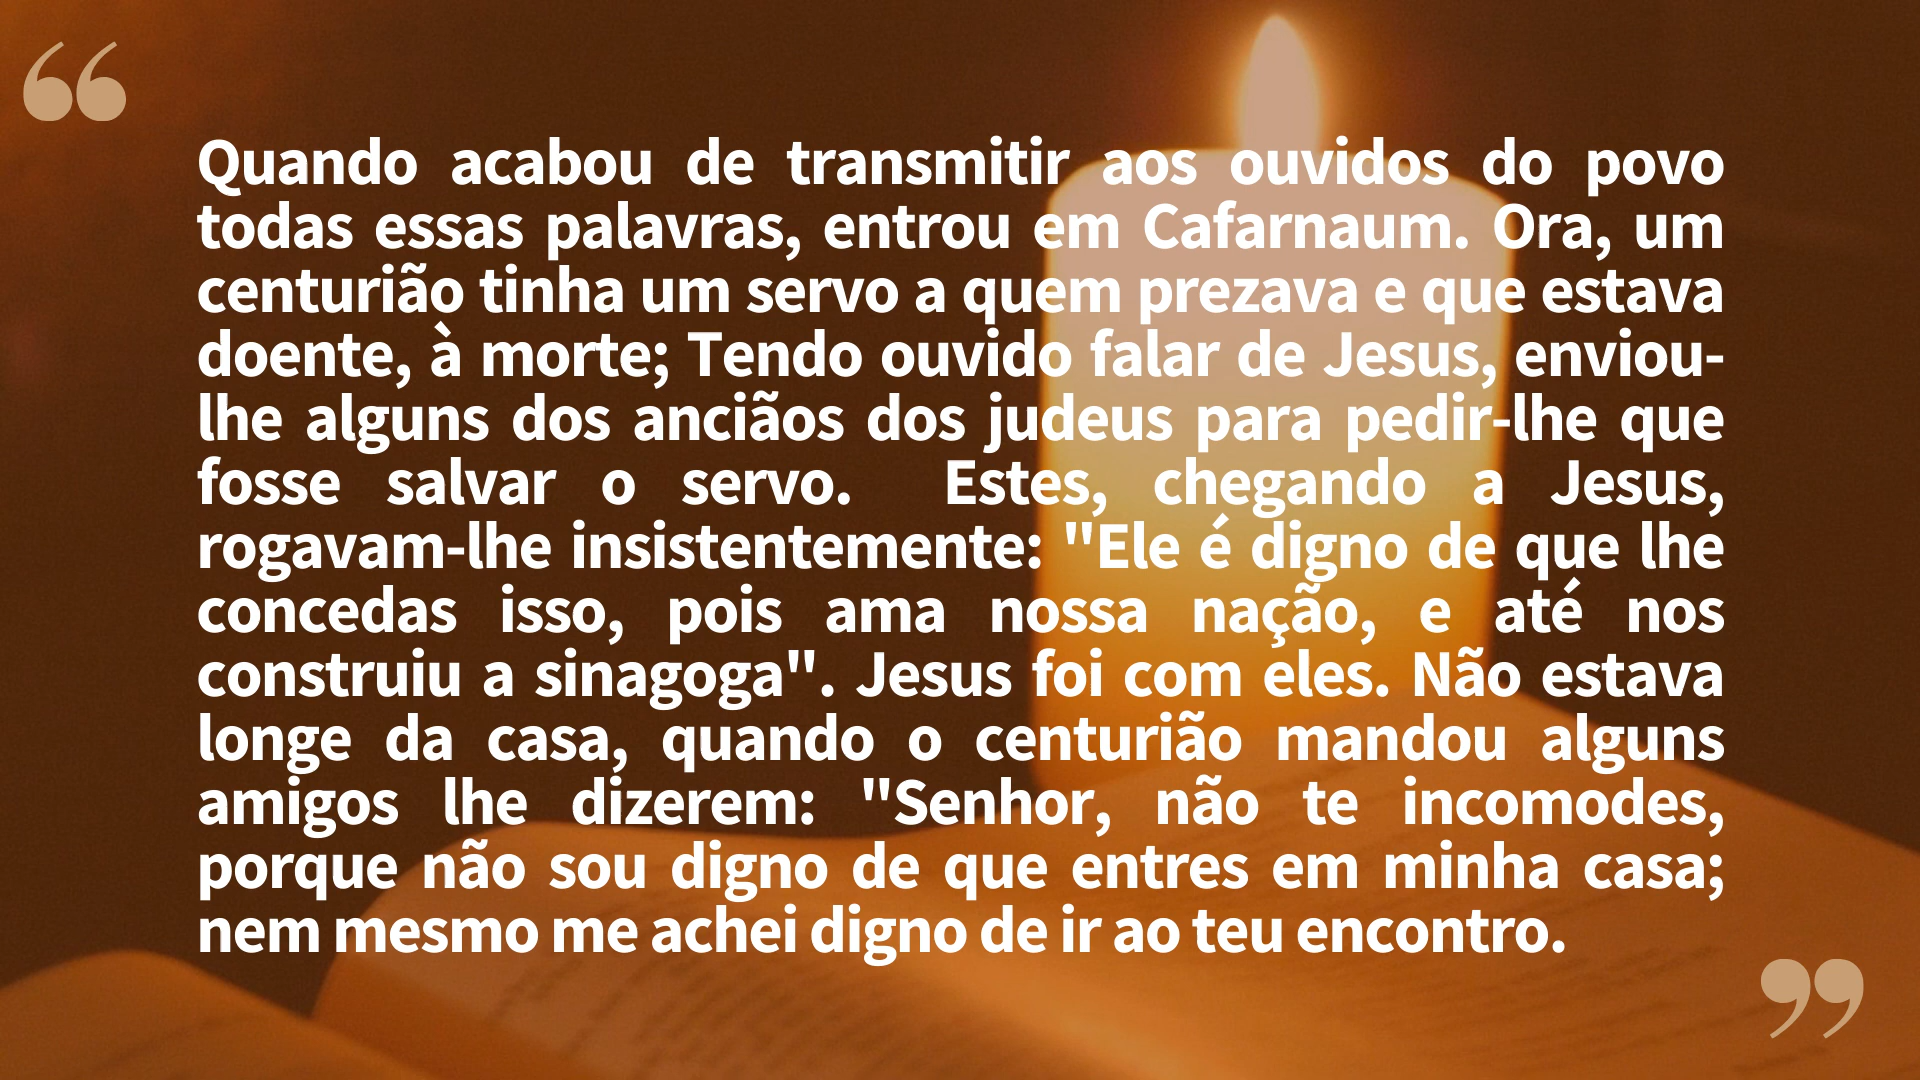 “
Quando acabou de transmitir aos ouvidos do povo
todas essas palavras, entrou em Cafarnaum. Ora, um
centurião tinha um servo a quem prezava e que estava
doente, à morte; Tendo ouvido falar de Jesus, enviou-
lhe alguns dos anciãos dos judeus para pedir-lhe que
fosse salvar o servo. Estes, chegando a Jesus,
rogavam-lhe insistentemente: "Ele é digno de que lhe
concedas isso, pois ama nossa nação, e até nos
construiu a sinagoga". Jesus foi com eles. Não estava
longe da casa, quando o centurião mandou alguns
amigos lhe dizerem: "Senhor, não te incomodes,
porque não sou digno de que entres em minha casa;
nem mesmo me achei digno de ir ao teu encontro.
”